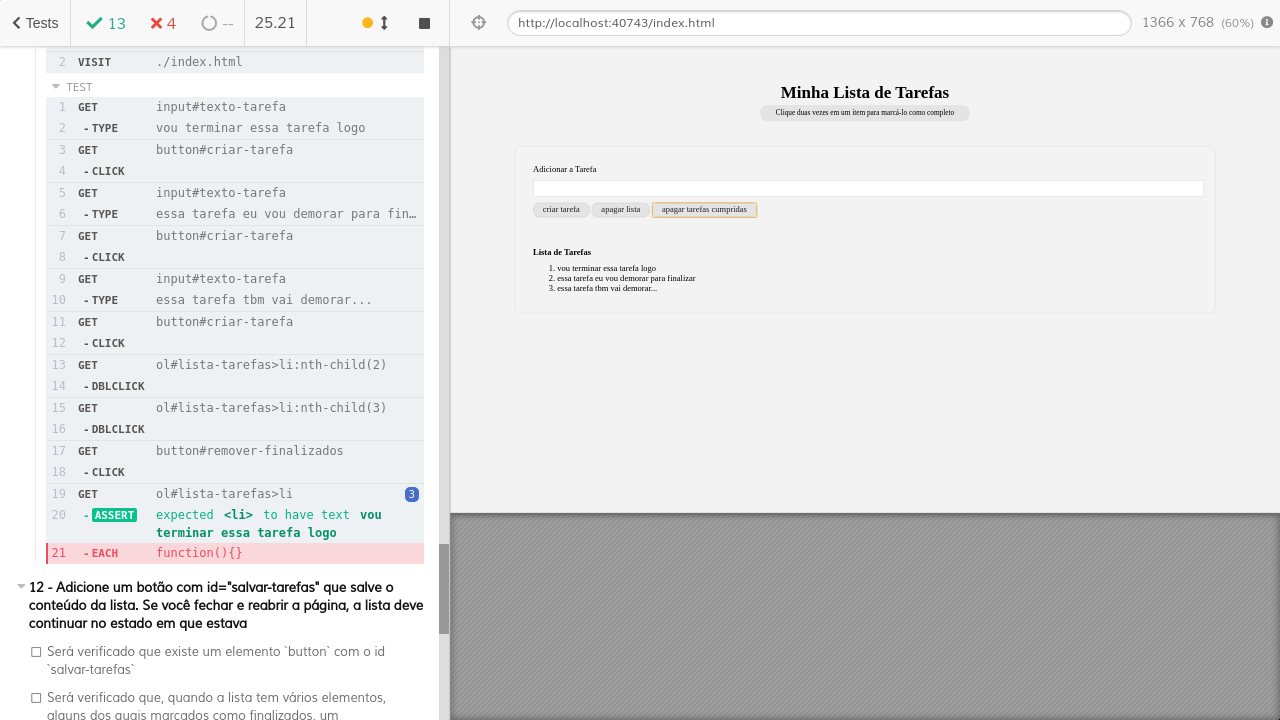 Tests
13
4
--
25.21
http://localhost:40743/index.html
1366 x 768 (60%)
2 VISIT ./index.html
TEST
1 GET input#texto-tarefa
2 - TYPE vou terminar essa tarefa logo
3 GET button#criar-tarefa
4 - CLICK
5 GET input#texto-tarefa
6 - TYPE essa tarefa eu vou demorar para fin…
7 GET button#criar-tarefa
8 - CLICK
9 GET input#texto-tarefa
10 - TYPE essa tarefa tbm vai demorar...
11 GET button#criar-tarefa
12 - CLICK
13 GET ol#lista-tarefas>li:nth-child(2)
14 - DBLCLICK
15 GET ol#lista-tarefas>li:nth-child(3)
16 - DBLCLICK
17 GET button#remover-finalizados
18 - CLICK
19 GET ol#lista-tarefas>li 3
20 - ASSERT expected <li> to have text vou
terminar essa tarefa logo
21 - EACH function(){}
12 - Adicione um botão com id="salvar-tarefas" que salve o
conteúdo da lista. Se você fechar e reabrir a página, a lista deve
continuar no estado em que estava
Será verificado que existe um elemento `button` com o id
`salvar-tarefas`
Será verificado que, quando a lista tem vários elementos,
alguns dos quais marcados como finalizados, um
Minha Lista de Tarefas
Clique duas vezes em um item para marcá-lo como completo
Adicionar a Tarefa
criar tarefa apagar lista apagar tarefas cumpridas
Lista de Tarefas
1. vou terminar essa tarefa logo
2. essa tarefa eu vou demorar para finalizar
3. essa tarefa tbm vai demorar...